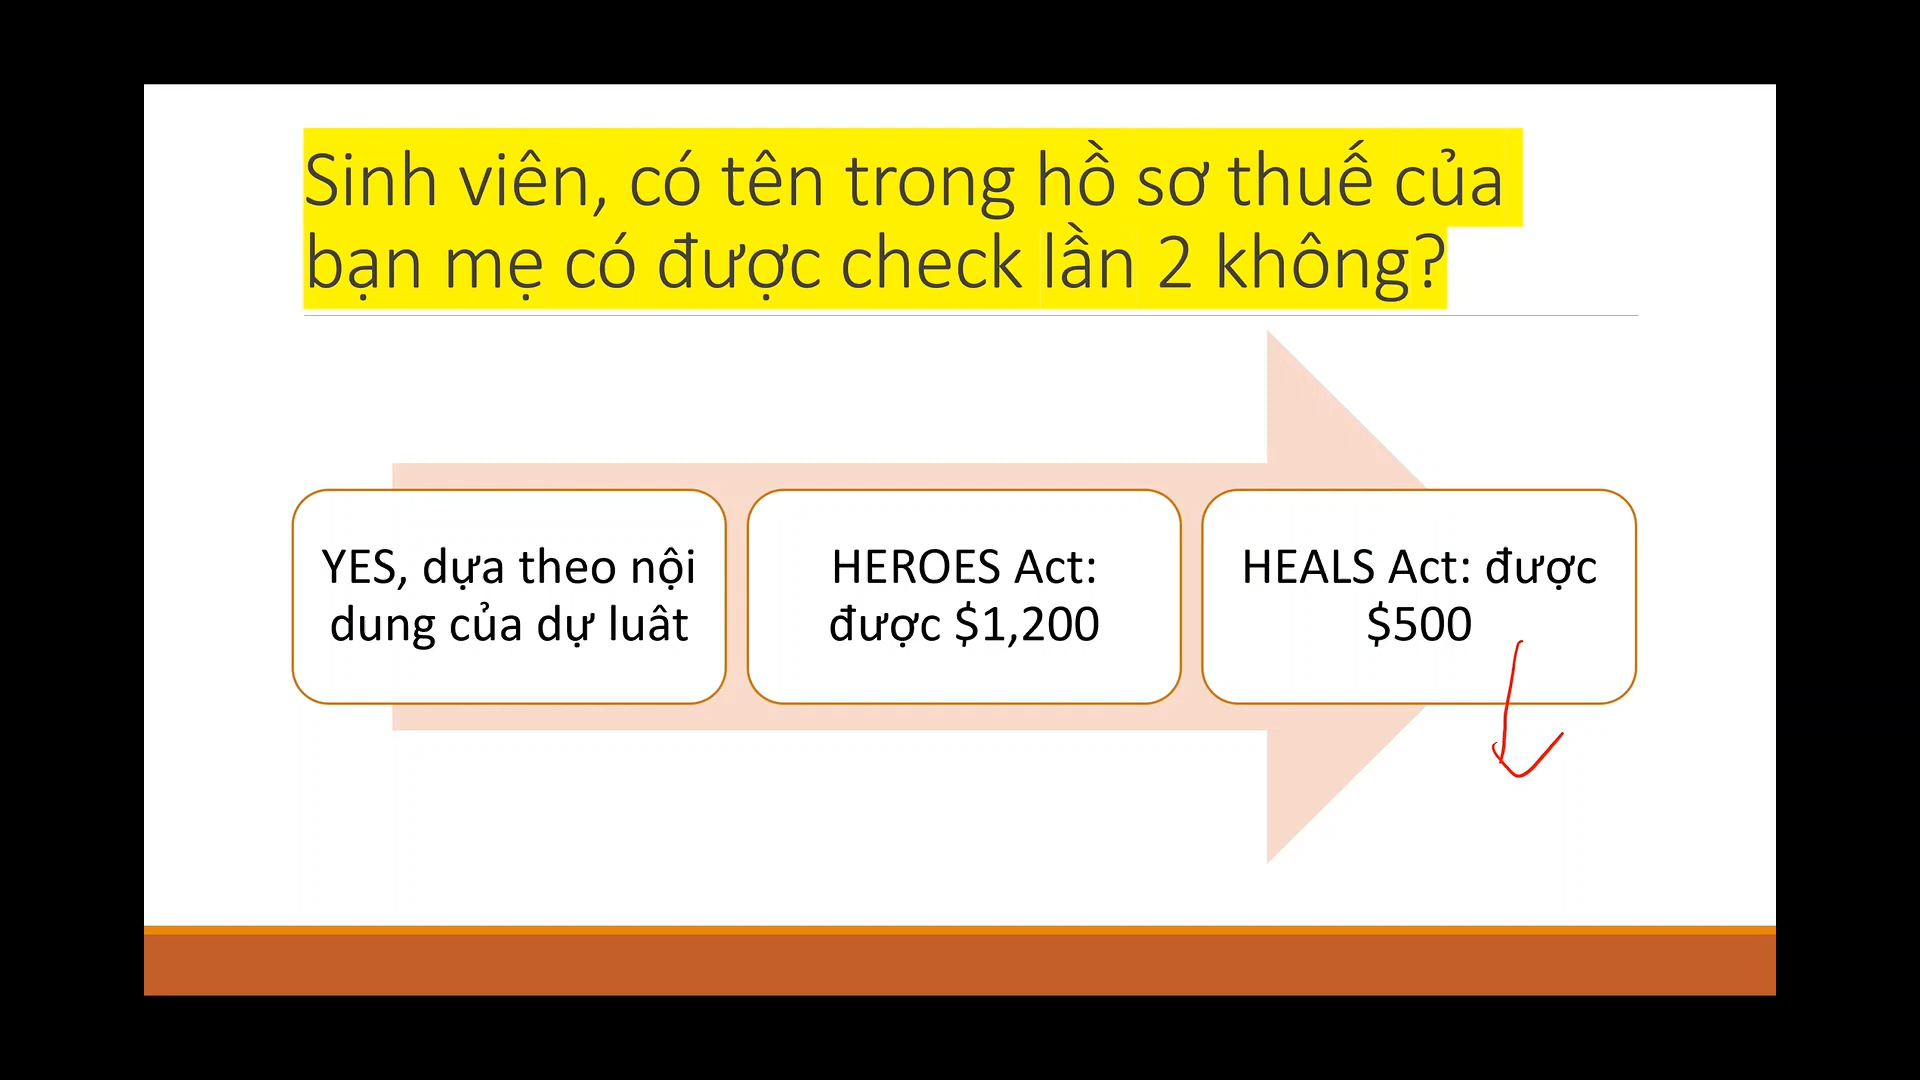 Sinh viên, có tên trong hồ sơ thuế của
bạn mẹ có được check lần 2 không?
YES, dựa theo nội
dung của dự luât
HEROES Act:
được $1,200
HEALS Act: được
$500